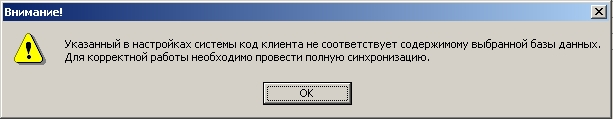 Внимание!
Указанный в настройках системы код клиента не соответствует содержимому выбранной базы данных.
Для корректной работы необходимо провести полную синхронизацию.
OK